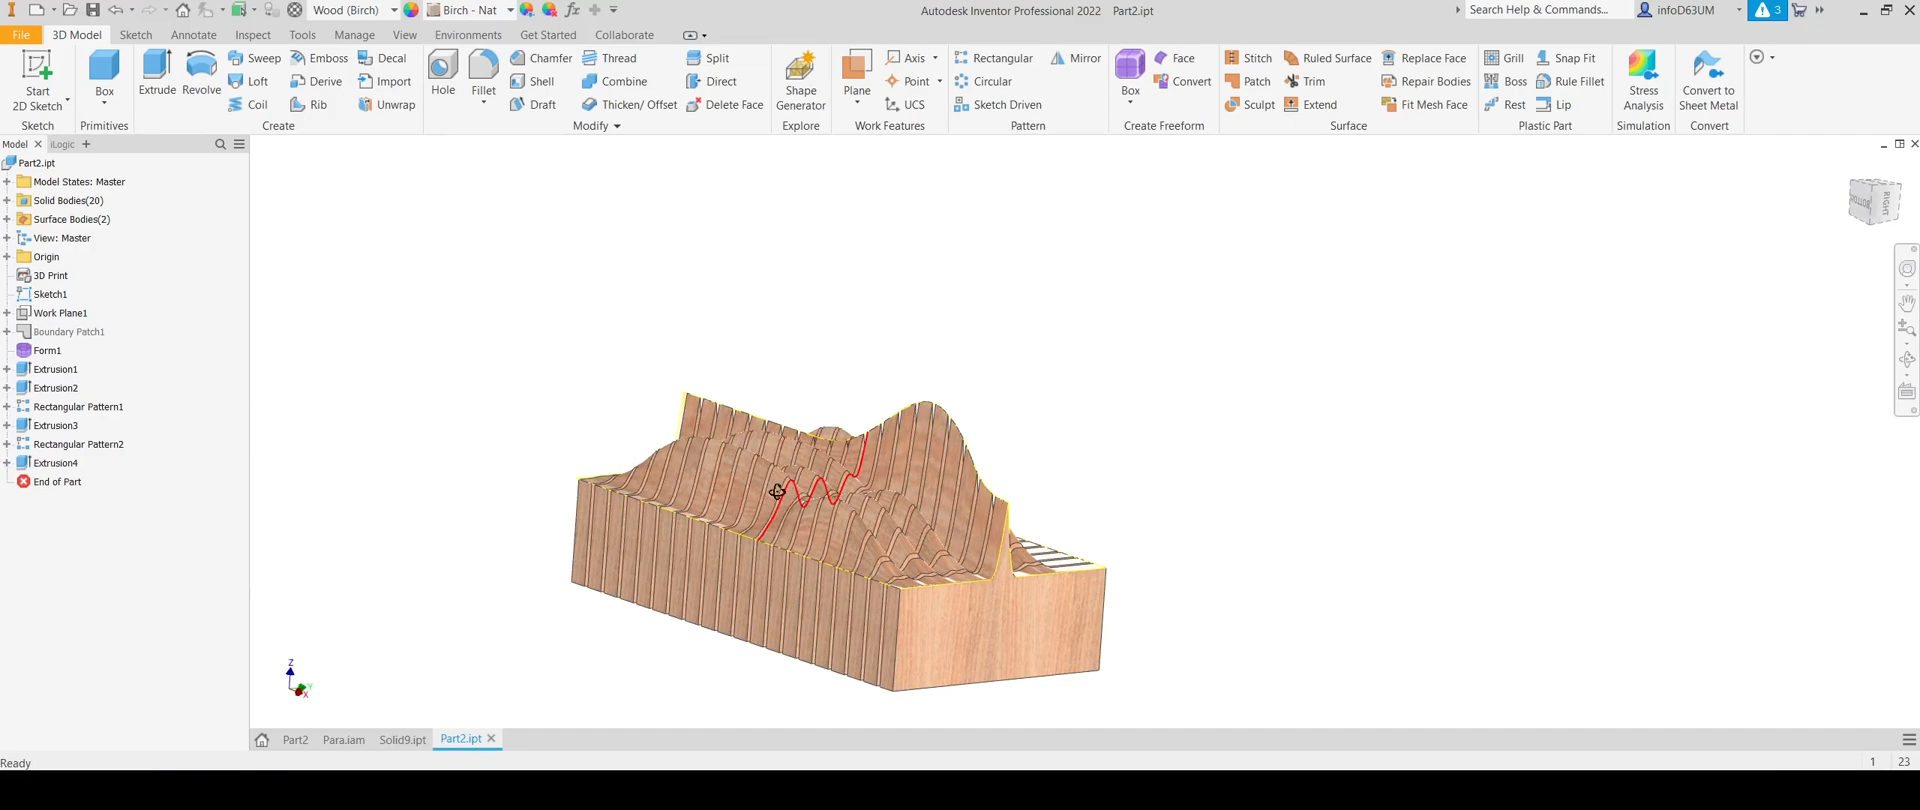 Wood (Birch) Birch - Nat fx Autodesk Inventor Professional 2022 Part2.ipt Search Help & Commands... infoD63UM 3
File 3D Model Sketch Annotate Inspect Tools Manage View Environments Get Started Collaborate
Start
2D Sketch
Sketch
Box
Primitives
Extrude
Revolve
Sweep Emboss Decal
Loft Derive Import
Coil Rib Unwrap
Create
Hole
Fillet
Chamfer Thread Split
Shell Combine Direct
Draft Thicken/ Offset Delete Face
Modify
Shape
Generator
Explore
Plane
Axis
Point
UCS
Work Features
Rectangular Mirror
Circular
Sketch Driven
Pattern
Box
Face
Convert
Create Freeform
Stitch Ruled Surface Replace Face
Patch Trim Repair Bodies
Sculpt Extend Fit Mesh Face
Surface
Grill Snap Fit
Boss Rule Fillet
Rest Lip
Plastic Part
Stress
Analysis
Simulation
Convert to
Sheet Metal
Convert
Model iLogic
Part2.ipt
Model States: Master
Solid Bodies(20)
Surface Bodies(2)
View: Master
Origin
3D Print
Sketch1
Work Plane1
Boundary Patch1
Form1
Extrusion1
Extrusion2
Rectangular Pattern1
Extrusion3
Rectangular Pattern2
Extrusion4
End of Part
BOTTOM RIGHT
Z
Y
X
Part2 Para.iam Solid9.ipt Part2.ipt
Ready 1 23